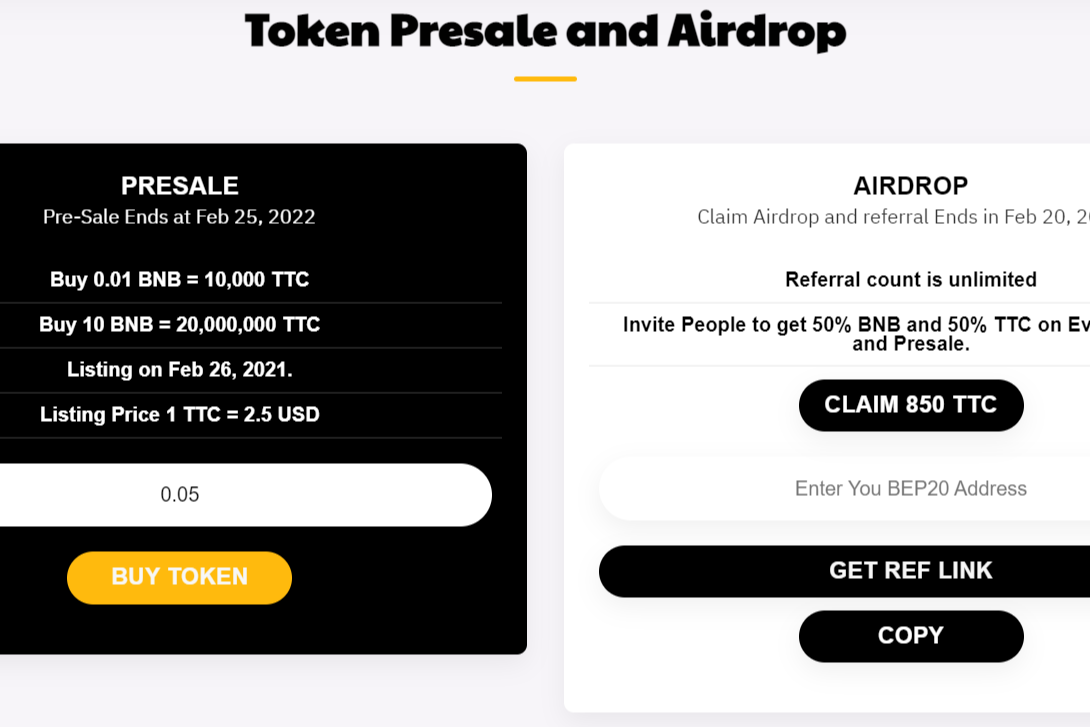 Token Presale and Airdrop
PRESALE
Pre-Sale Ends at Feb 25, 2022
Buy 0.01 BNB = 10,000 TTC
Buy 10 BNB = 20,000,000 TTC
Listing on Feb 26, 2021.
Listing Price 1 TTC = 2.5 USD
0.05
BUY TOKEN
AIRDROP
Claim Airdrop and referral Ends in Feb 20,
Referral count is unlimited
Invite People to get 50% BNB and 50% TTC on
and Presale.
CLAIM 850 TTC
Enter You BEP20 Address
GET REF LINK
COPY